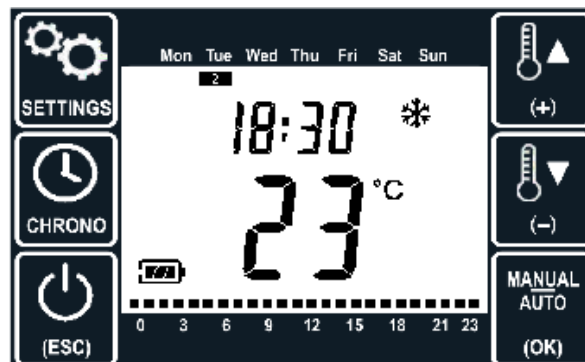 SETTINGS
CHRONO
(ESC)
Mon Tue Wed Thu Fri Sat Sun
2
18:30
23 °C
0 3 6 9 12 15 18 21 23
(+)
(−)
MANUAL
AUTO
(OK)